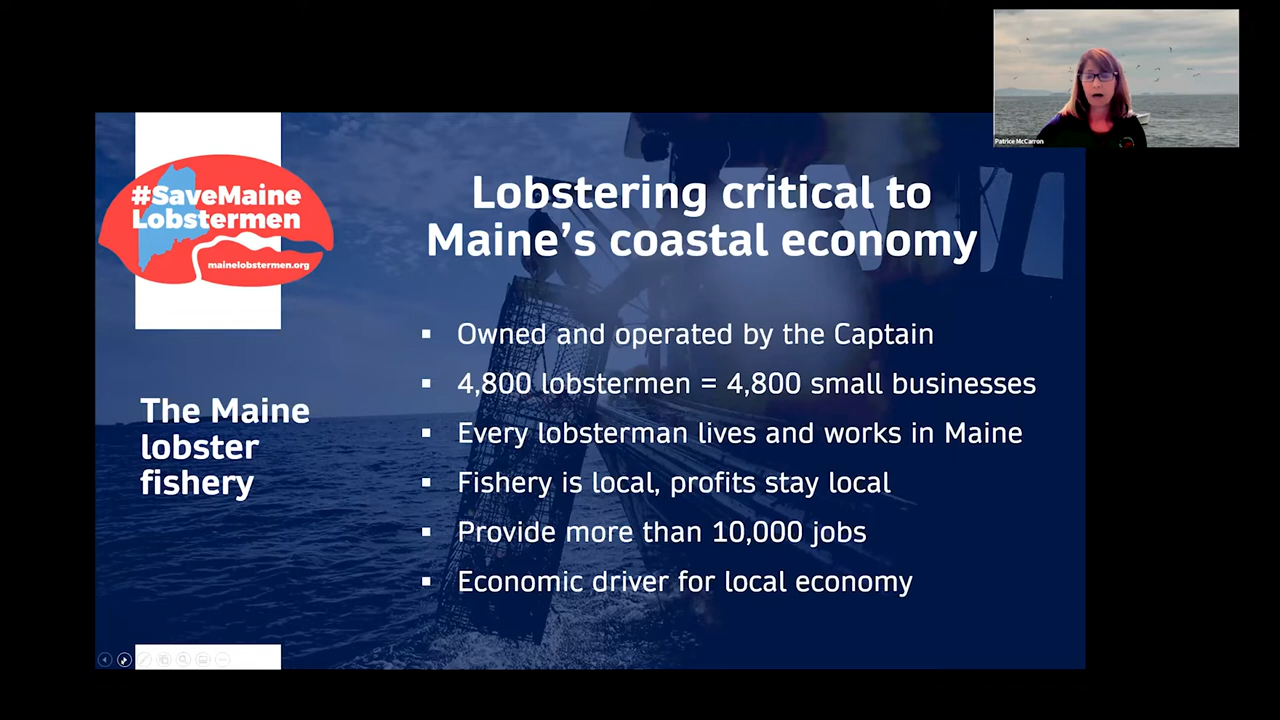 Patrice McCarron
#SaveMaine
Lobstermen
mainelobstermen.org
The Maine
lobster
fishery
Lobstering critical to
Maine’s coastal economy
▪ Owned and operated by the Captain
▪ 4,800 lobstermen = 4,800 small businesses
▪ Every lobsterman lives and works in Maine
▪ Fishery is local, profits stay local
▪ Provide more than 10,000 jobs
▪ Economic driver for local economy